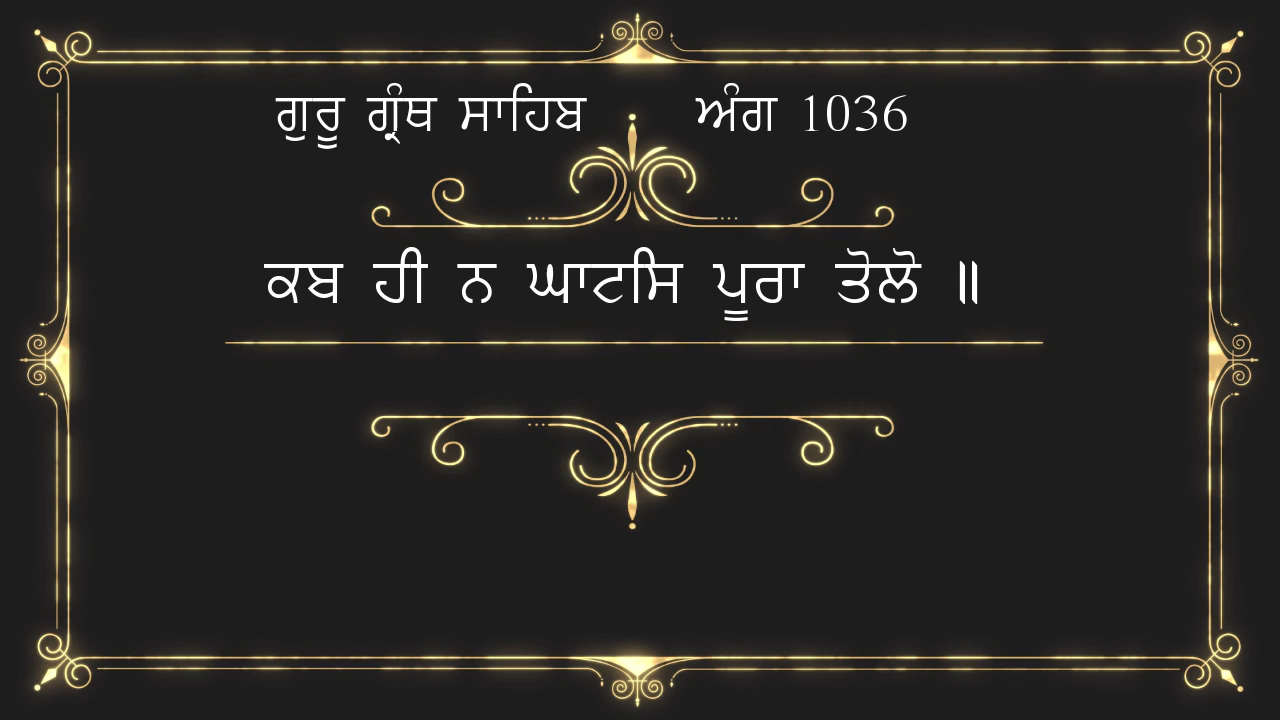 ਗੁਰੂ ਗ੍ਰੰਥ ਸਾਹਿਬ ਅੰਗ 1036
ਕਬ ਹੀ ਨ ਘਾਟਸਿ ਪੂਰਾ ਤੋਲੋ ॥